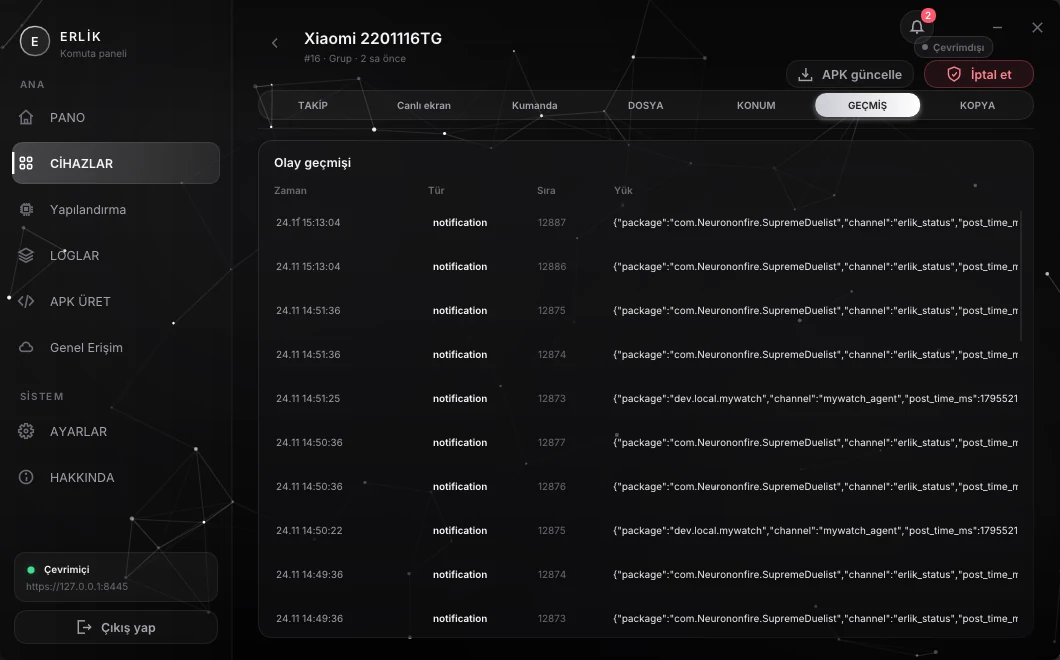 E
ERLİK
Komuta paneli
ANA
PANO
CİHAZLAR
Yapılandırma
LOGLAR
APK ÜRET
Genel Erişim
SİSTEM
AYARLAR
HAKKINDA
Çevrimiçi
https://127.0.0.1:8445
Çıkış yap
Xiaomi 2201116TG
#16 · Grup · 2 sa önce
2
Çevrimdışı
APK güncelle
İptal et
TAKİP Canlı ekran Kumanda DOSYA KONUM GEÇMİŞ KOPYA
Olay geçmişi
Zaman Tür Sıra Yük
24.11 15:13:04 notification 12887 {"package":"com.Neurononfire.SupremeDuelist","channel":"erlik_status","post_time_m
24.11 15:13:04 notification 12886 {"package":"com.Neurononfire.SupremeDuelist","channel":"erlik_status","post_time_m
24.11 14:51:36 notification 12875 {"package":"com.Neurononfire.SupremeDuelist","channel":"erlik_status","post_time_m
24.11 14:51:36 notification 12874 {"package":"com.Neurononfire.SupremeDuelist","channel":"erlik_status","post_time_m
24.11 14:51:25 notification 12873 {"package":"dev.local.mywatch","channel":"mywatch_agent","post_time_ms":1795521
24.11 14:50:36 notification 12877 {"package":"com.Neurononfire.SupremeDuelist","channel":"erlik_status","post_time_m
24.11 14:50:36 notification 12876 {"package":"com.Neurononfire.SupremeDuelist","channel":"erlik_status","post_time_m
24.11 14:50:22 notification 12875 {"package":"dev.local.mywatch","channel":"mywatch_agent","post_time_ms":1795521
24.11 14:49:36 notification 12874 {"package":"com.Neurononfire.SupremeDuelist","channel":"erlik_status","post_time_m
24.11 14:49:36 notification 12873 {"package":"com.Neurononfire.SupremeDuelist","channel":"erlik_status","post_time_m